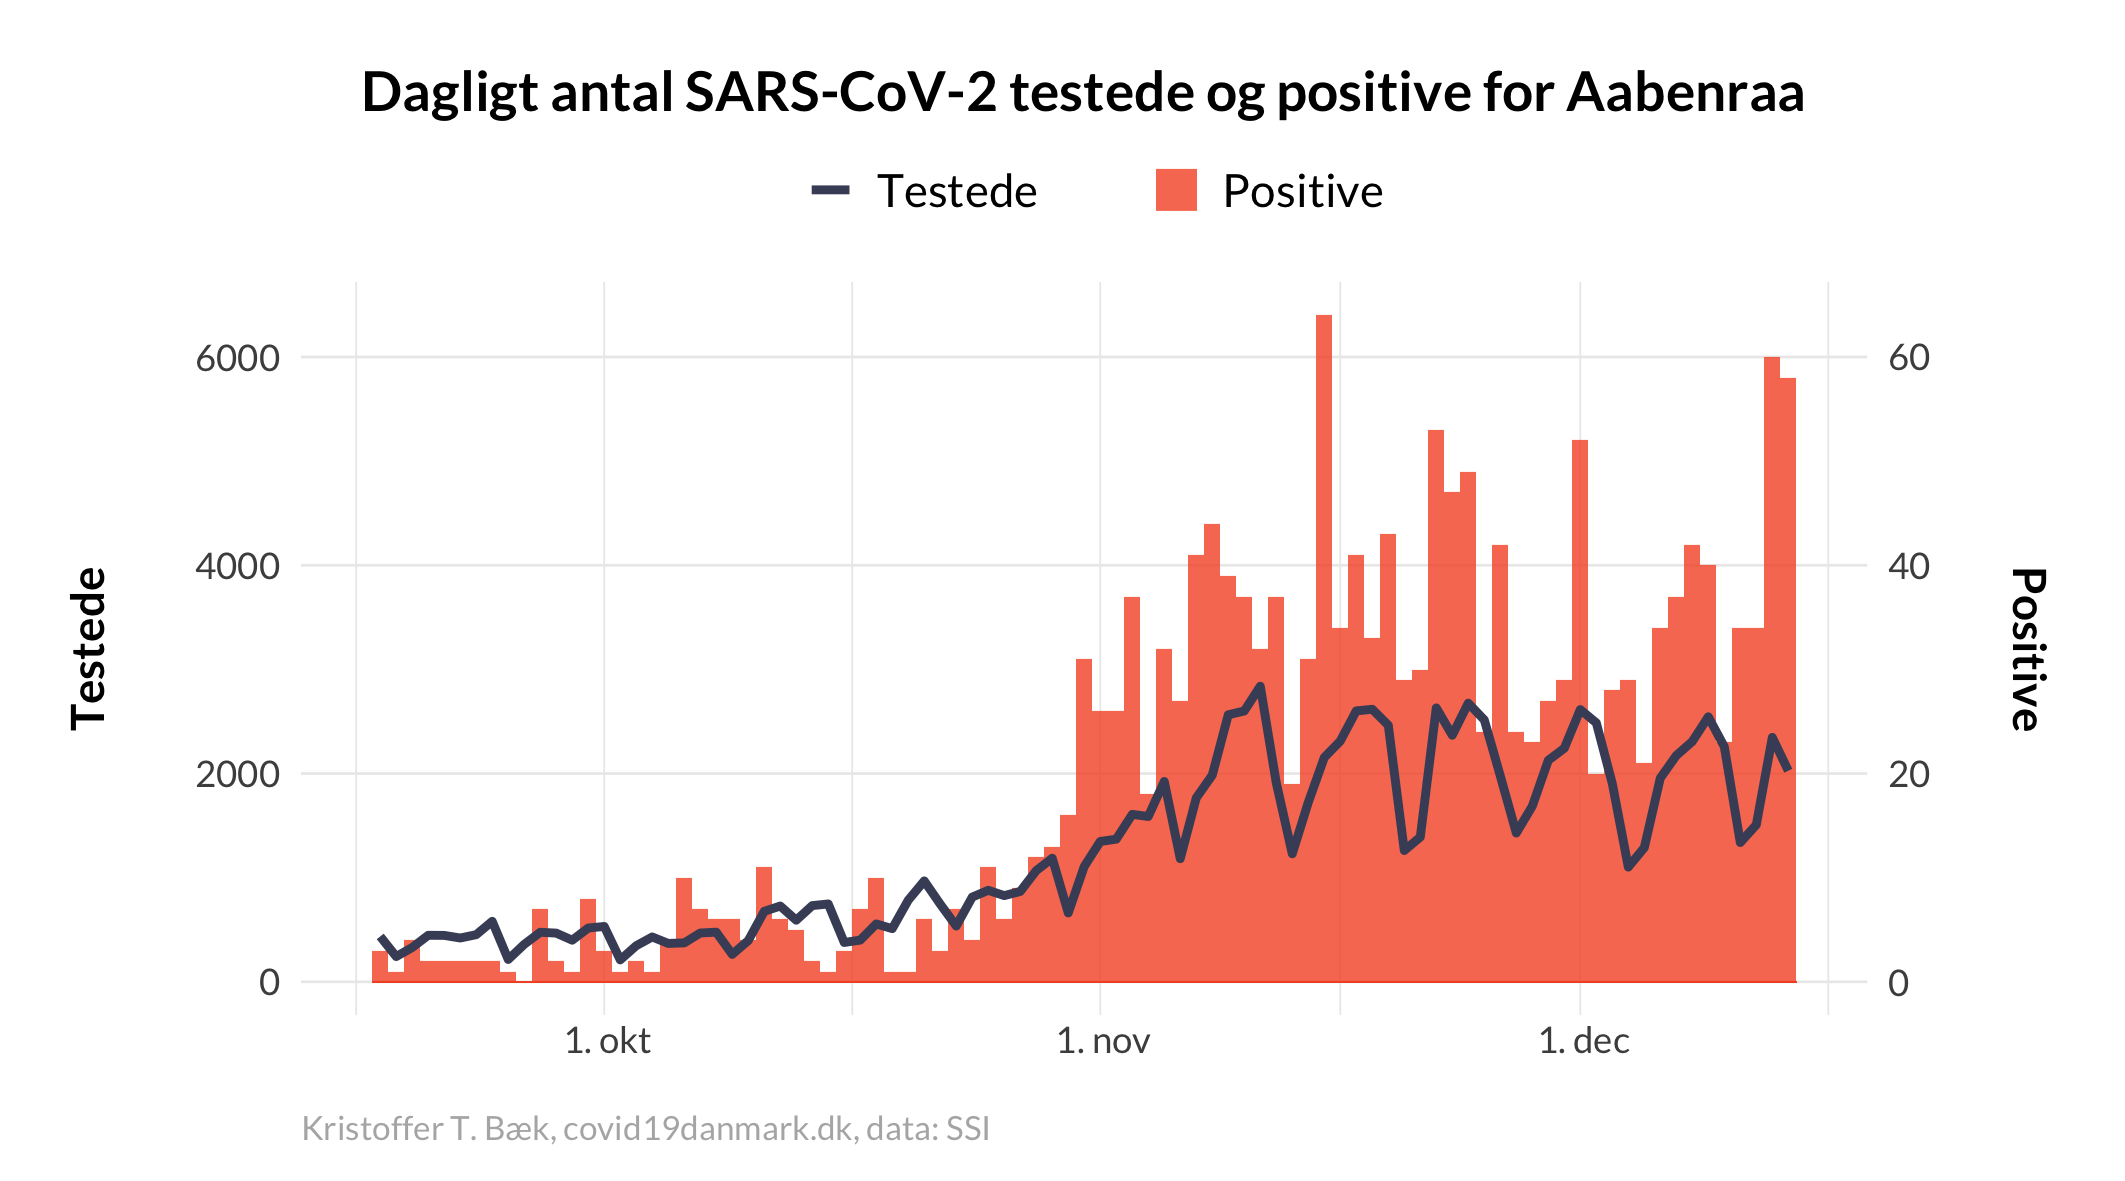 Dagligt antal SARS-CoV-2 testede og positive for Aabenraa
Testede
Positive
6000
4000
2000
0
Testede
60
40
20
0
Positive
1. okt
1. nov
1. dec
Kristoffer T. Bæk, covid19danmark.dk, data: SSI